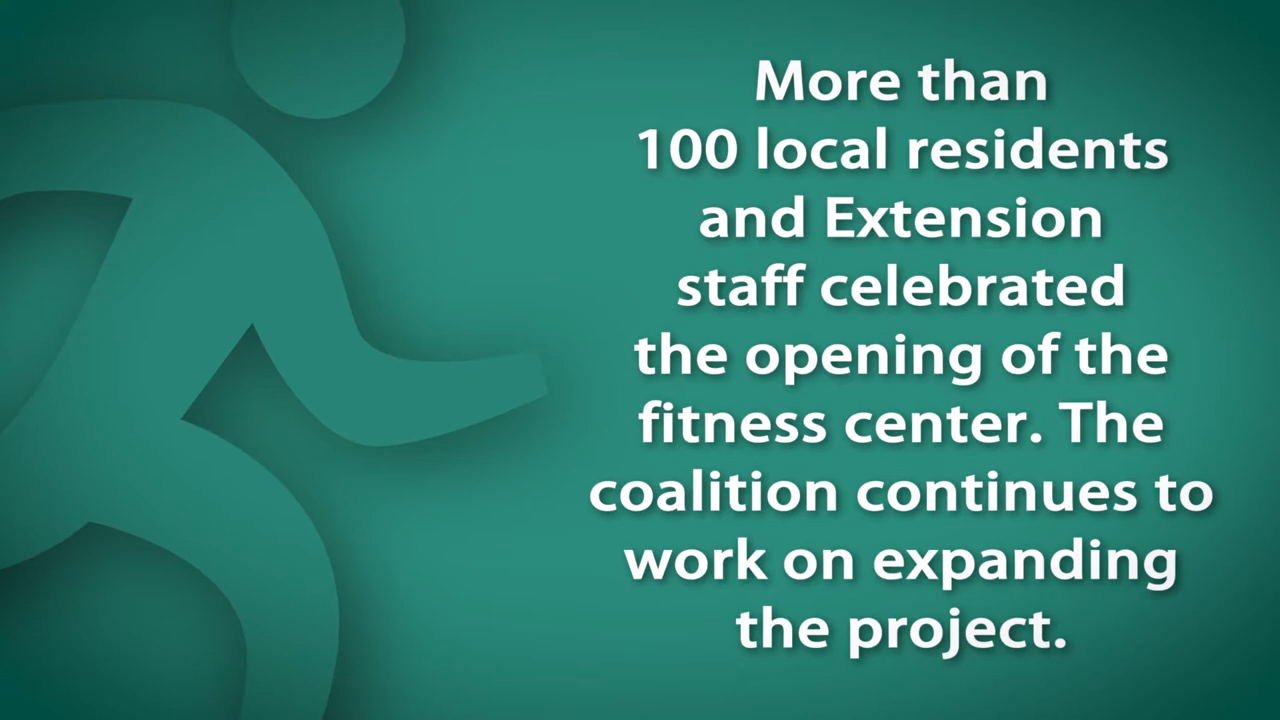 More than
100 local residents
and Extension
staff celebrated
the opening of the
fitness center. The
coalition continues to
work on expanding
the project.